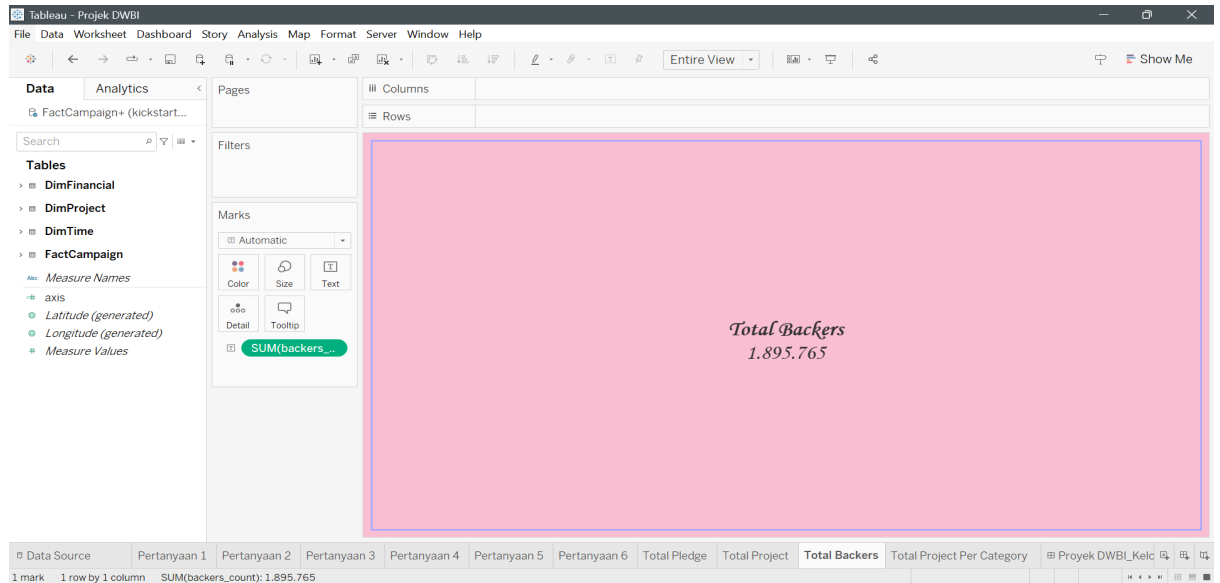 Tableau - Projek DWBI
File Data Worksheet Dashboard Story Analysis Map Format Server Window Help
Entire View
Show Me
Data Analytics
FactCampaign+ (kickstart...
Search
Tables
DimFinancial
DimProject
DimTime
FactCampaign
Abc Measure Names
# axis
Latitude (generated)
Longitude (generated)
# Measure Values
Pages
Filters
Marks
Automatic
Color Size Text
Detail Tooltip
SUM(backers_..
Columns
Rows
Total Backers
1.895.765
Data Source Pertanyaan 1 Pertanyaan 2 Pertanyaan 3 Pertanyaan 4 Pertanyaan 5 Pertanyaan 6 Total Pledge Total Project Total Backers Total Project Per Category Proyek DWBI_Kelc
1 mark 1 row by 1 column SUM(backers_count): 1.895.765